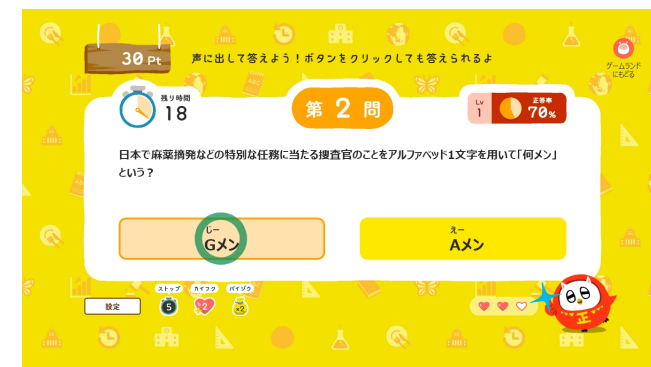 30 Pt
声に出して答えよう！ボタンをクリックしても答えられるよ
ゲームランド
にもどる
残り時間
18
第2問
Lv
1
正答率
70%
日本で麻薬摘発などの特別な任務に当たる捜査官のことをアルファベッド1文字を用いて「何メン」
という？
じー
Gメン
えー
Aメン
ストップ
カイフク
バイゾウ
設定
5
2
×2
正